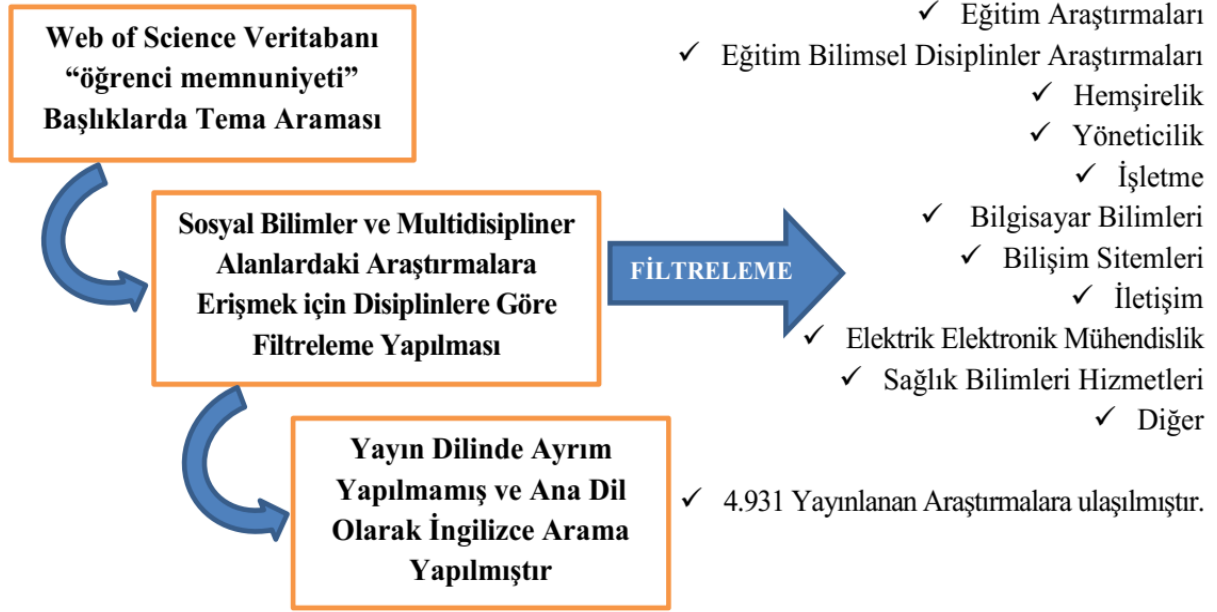 Web of Science Veritabanı
“öğrenci memnuniyeti”
Başlıklarda Tema Araması
Sosyal Bilimler ve Multidisipliner
Alanlardaki Araştırmalara
Erişmek için Disiplinlere Göre
Filtreleme Yapılması
FİLTRELEME
✓ Eğitim Araştırmaları
✓ Eğitim Bilimsel Disiplinler Araştırmaları
✓ Hemşirelik
✓ Yöneticilik
✓ İşletme
✓ Bilgisayar Bilimleri
✓ Bilişim Sitemleri
✓ İletişim
✓ Elektrik Elektronik Mühendislik
✓ Sağlık Bilimleri Hizmetleri
✓ Diğer
Yayın Dilinde Ayrım
Yapılmamış ve Ana Dil
Olarak İngilizce Arama
Yapılmıştır
✓ 4.931 Yayınlanan Araştırmalara ulaşılmıştır.